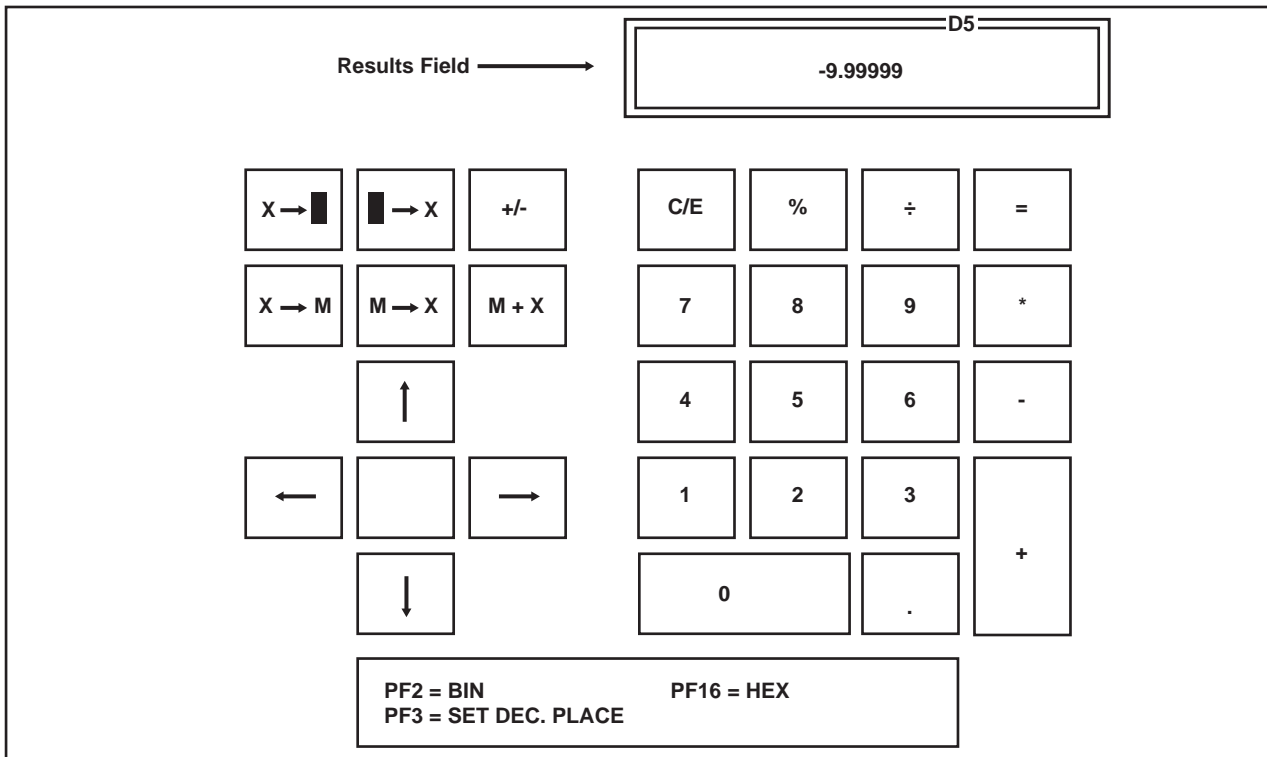 D5
Results Field → -9.99999
X → █ █ → X +/- C/E % ÷ =
X → M M → X M + X 7 8 9 *
↑ 4 5 6 -
← → 1 2 3
+
↓ 0 .
PF2 = BIN PF16 = HEX
PF3 = SET DEC. PLACE